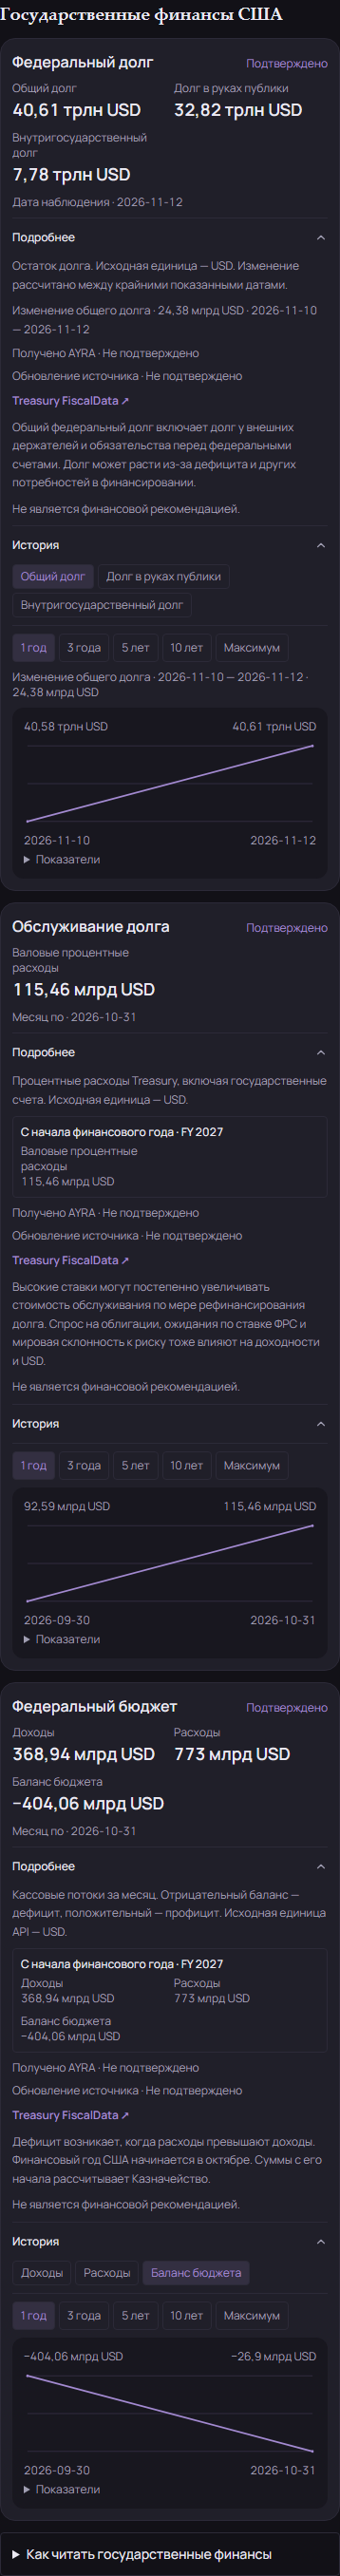 Государственные финансы США
Федеральный долг
Подтверждено
Общий долг
Долг в руках публики
40,61 трлн USD
32,82 трлн USD
Внутригосударственный
долг
7,78 трлн USD
Дата наблюдения · 2026-11-12
Подробнее
Остаток долга. Исходная единица — USD. Изменение
рассчитано между крайними показанными датами.
Изменение общего долга · 24,38 млрд USD · 2026-11-10
— 2026-11-12
Получено AYRA · Не подтверждено
Обновление источника · Не подтверждено
Treasury FiscalData ↗
Общий федеральный долг включает долг у внешних
держателей и обязательства перед федеральными
счетами. Долг может расти из-за дефицита и других
потребностей в финансировании.
Не является финансовой рекомендацией.
История
Общий долг
Долг в руках публики
Внутригосударственный долг
1 год
3 года
5 лет
10 лет
Максимум
Изменение общего долга · 2026-11-10 — 2026-11-12 ·
24,38 млрд USD
40,58 трлн USD
40,61 трлн USD
2026-11-10
2026-11-12
▶ Показатели
Обслуживание долга
Подтверждено
Валовые процентные
расходы
115,46 млрд USD
Месяц по · 2026-10-31
Подробнее
Процентные расходы Treasury, включая государственные
счета. Исходная единица — USD.
С начала финансового года · FY 2027
Валовые процентные
расходы
115,46 млрд USD
Получено AYRA · Не подтверждено
Обновление источника · Не подтверждено
Treasury FiscalData ↗
Высокие ставки могут постепенно увеличивать
стоимость обслуживания по мере рефинансирования
долга. Спрос на облигации, ожидания по ставке ФРС и
мировая склонность к риску тоже влияют на доходности
и USD.
Не является финансовой рекомендацией.
История
1 год
3 года
5 лет
10 лет
Максимум
92,59 млрд USD
115,46 млрд USD
2026-09-30
2026-10-31
▶ Показатели
Федеральный бюджет
Подтверждено
Доходы
Расходы
368,94 млрд USD
773 млрд USD
Баланс бюджета
−404,06 млрд USD
Месяц по · 2026-10-31
Подробнее
Кассовые потоки за месяц. Отрицательный баланс —
дефицит, положительный — профицит. Исходная единица
API — USD.
С начала финансового года · FY 2027
Доходы
Расходы
368,94 млрд USD
773 млрд USD
Баланс бюджета
−404,06 млрд USD
Получено AYRA · Не подтверждено
Обновление источника · Не подтверждено
Treasury FiscalData ↗
Дефицит возникает, когда расходы превышают доходы.
Финансовый год США начинается в октябре. Суммы с его
начала рассчитывает Казначейство.
Не является финансовой рекомендацией.
История
Доходы
Расходы
Баланс бюджета
1 год
3 года
5 лет
10 лет
Максимум
−404,06 млрд USD
−26,9 млрд USD
2026-09-30
2026-10-31
▶ Показатели
▶ Как читать государственные финансы